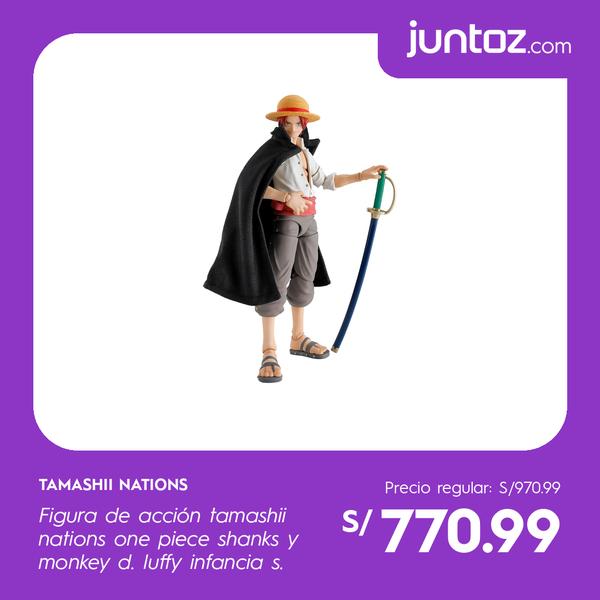 juntoz.com
TAMASHII NATIONS
Figura de acción tamashii
nations one piece shanks y
monkey d. luffy infancia s.
Precio regular: S/970.99
S/ 770.99